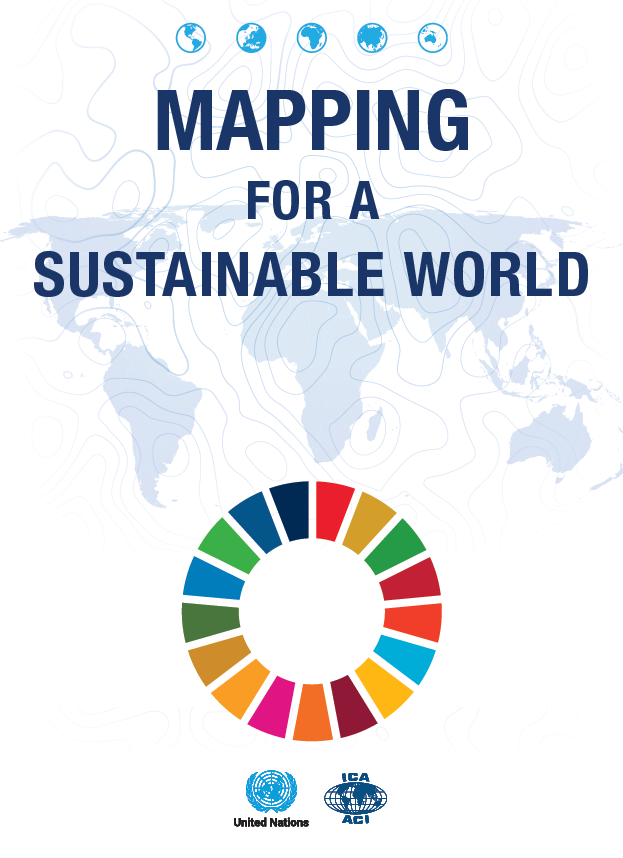 MAPPING
FOR A
SUSTAINABLE WORLD
United Nations
ICA
ACI